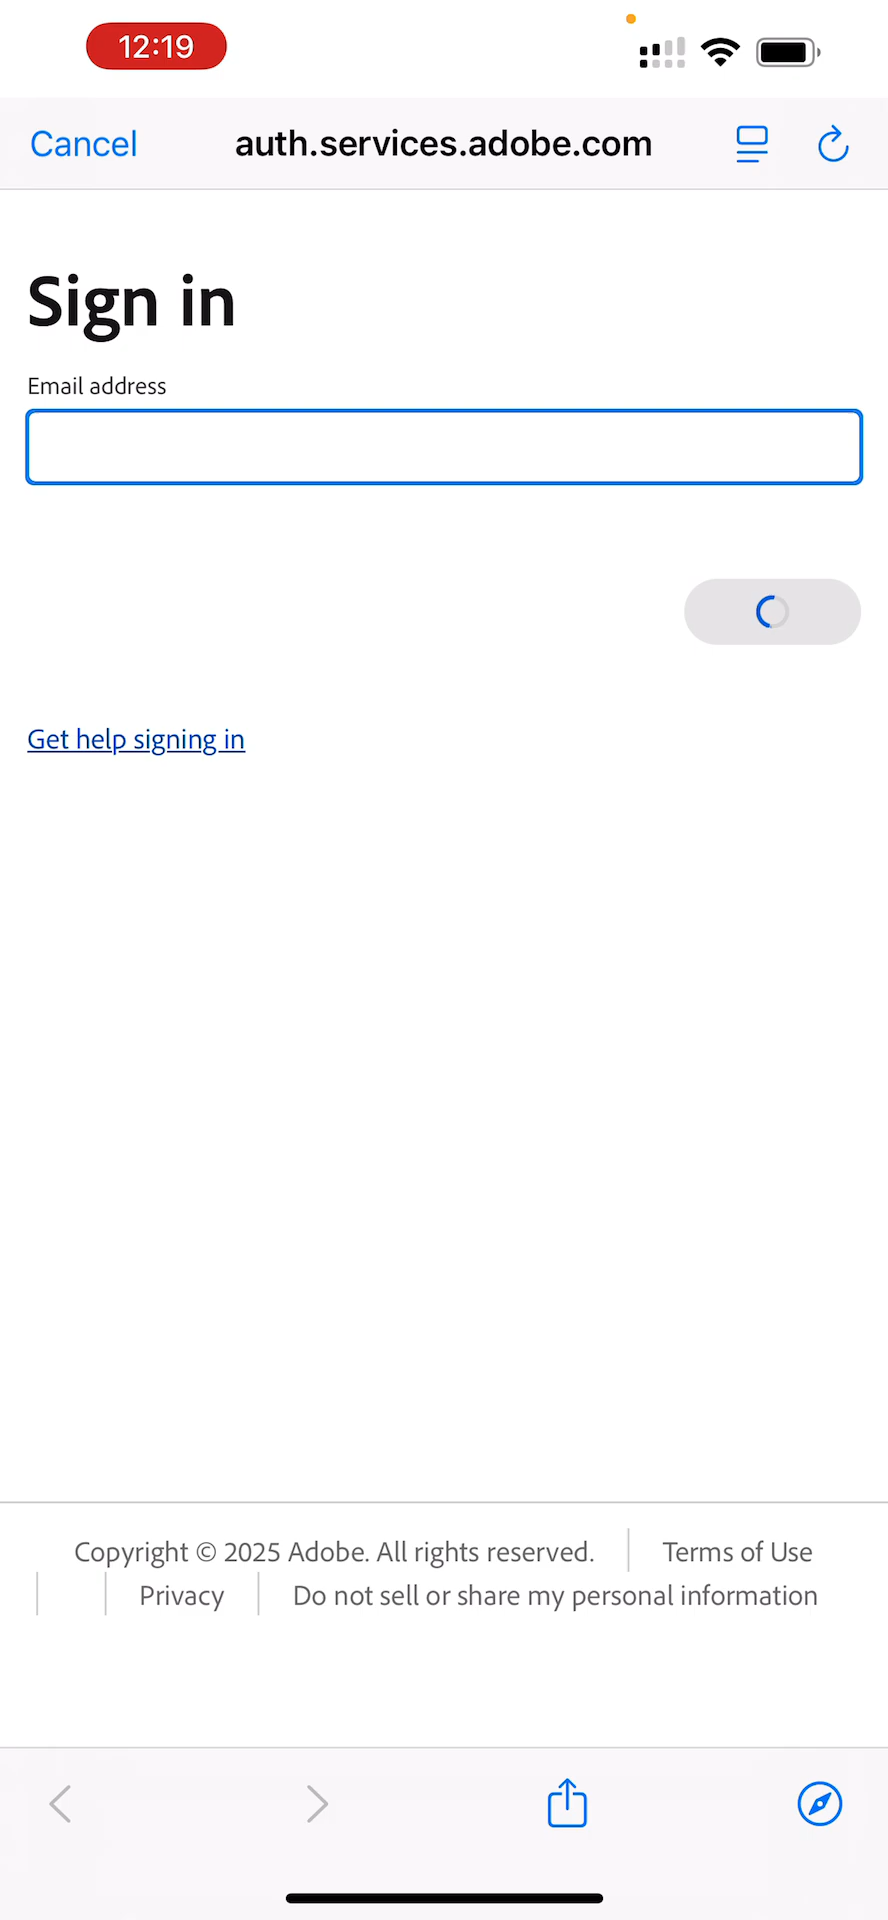 12:19
Cancel
auth.services.adobe.com
Sign in
Email address
Get help signing in
Copyright © 2025 Adobe. All rights reserved.
Terms of Use
Privacy
Do not sell or share my personal information